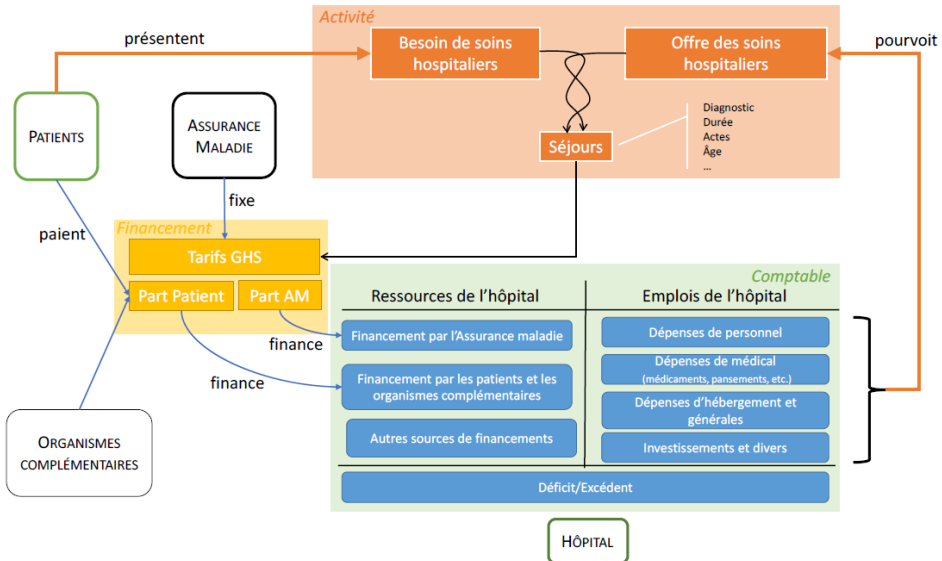 Activité
présentent
Besoin de soins
hospitaliers
Offre des soins
hospitaliers
pourvoit
PATIENTS
ASSURANCE
MALADIE
Diagnostic
Durée
Actes
Âge
...
Séjours
fixe
paient
Financement
Tarifs GHS
Part Patient
Part AM
Comptable
Ressources de l'hôpital
Emplois de l'hôpital
finance
Financement par l'Assurance maladie
Dépenses de personnel
finance
Financement par les patients et les
organismes complémentaires
Dépenses de médical
(médicaments, pansements, etc.)
Dépenses d'hébergement et
générales
Autres sources de financements
Investissements et divers
ORGANISMES
COMPLÉMENTAIRES
Déficit/Excédent
HÔPITAL